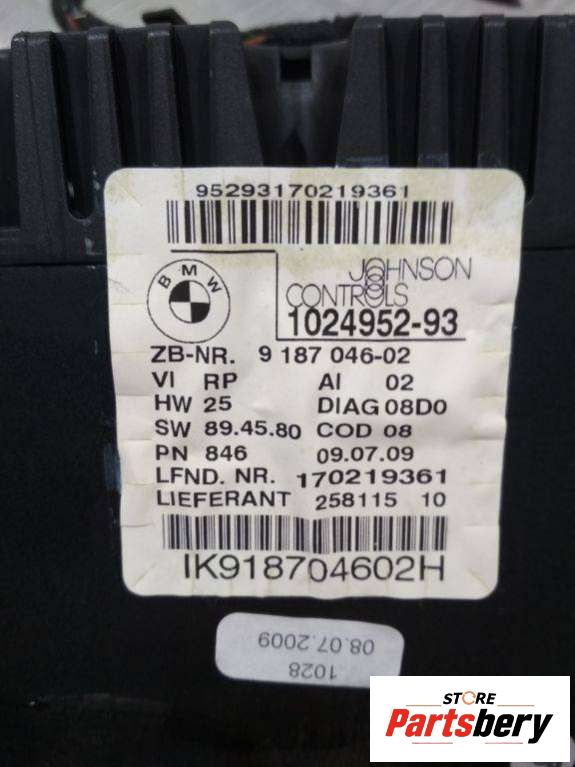 95293170219361
BMW
JOHNSON
CONTROLS
1024952-93
ZB-NR. 9 187 046-02
VI RP AI 02
HW 25 DIAG 08D0
SW 89.45.80 COD 08
PN 846 09.07.09
LFND. NR. 170219361
LIEFERANT 258115 10
IK918704602H
1028
08.07.2009
STORE
Partsbery